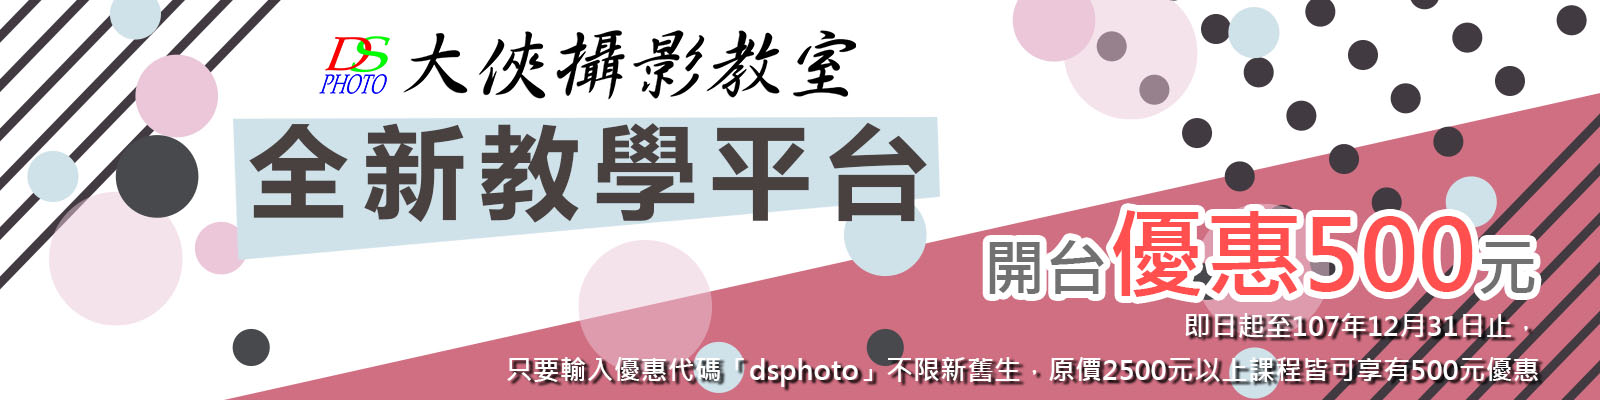 DS PHOTO 大俠攝影教室
全新教學平台
開台優惠500元
即日起至107年12月31日止，
只要輸入優惠代碼「dsphoto」不限新舊生，原價2500元以上課程皆可享有500元優惠